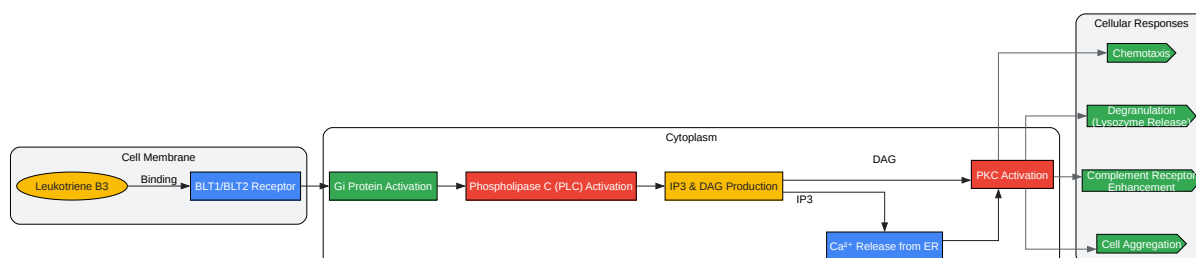 Cellular Responses
Chemotaxis
Degranulation
(Lysozyme Release)
Cytoplasm
Cell Membrane
DAG
Binding
Leukotriene B3
BLT1/BLT2 Receptor
Gi Protein Activation
Phospholipase C (PLC) Activation
IP3 & DAG Production
PKC Activation
Complement Receptor
Enhancement
IP3
Ca²⁺ Release from ER
Cell Aggregation